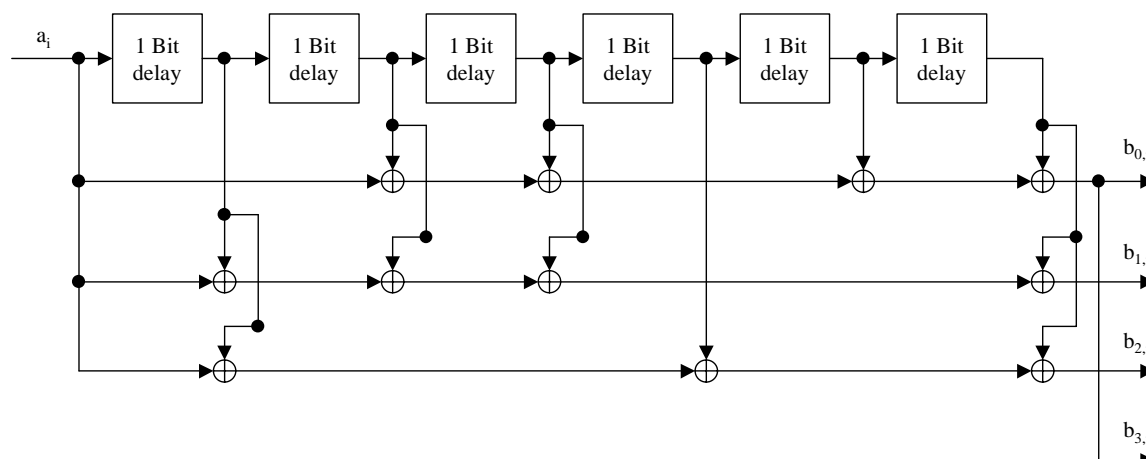 a_i
1 Bit
delay
1 Bit
delay
1 Bit
delay
1 Bit
delay
1 Bit
delay
1 Bit
delay
b_0,
b_1,
b_2,
b_3,